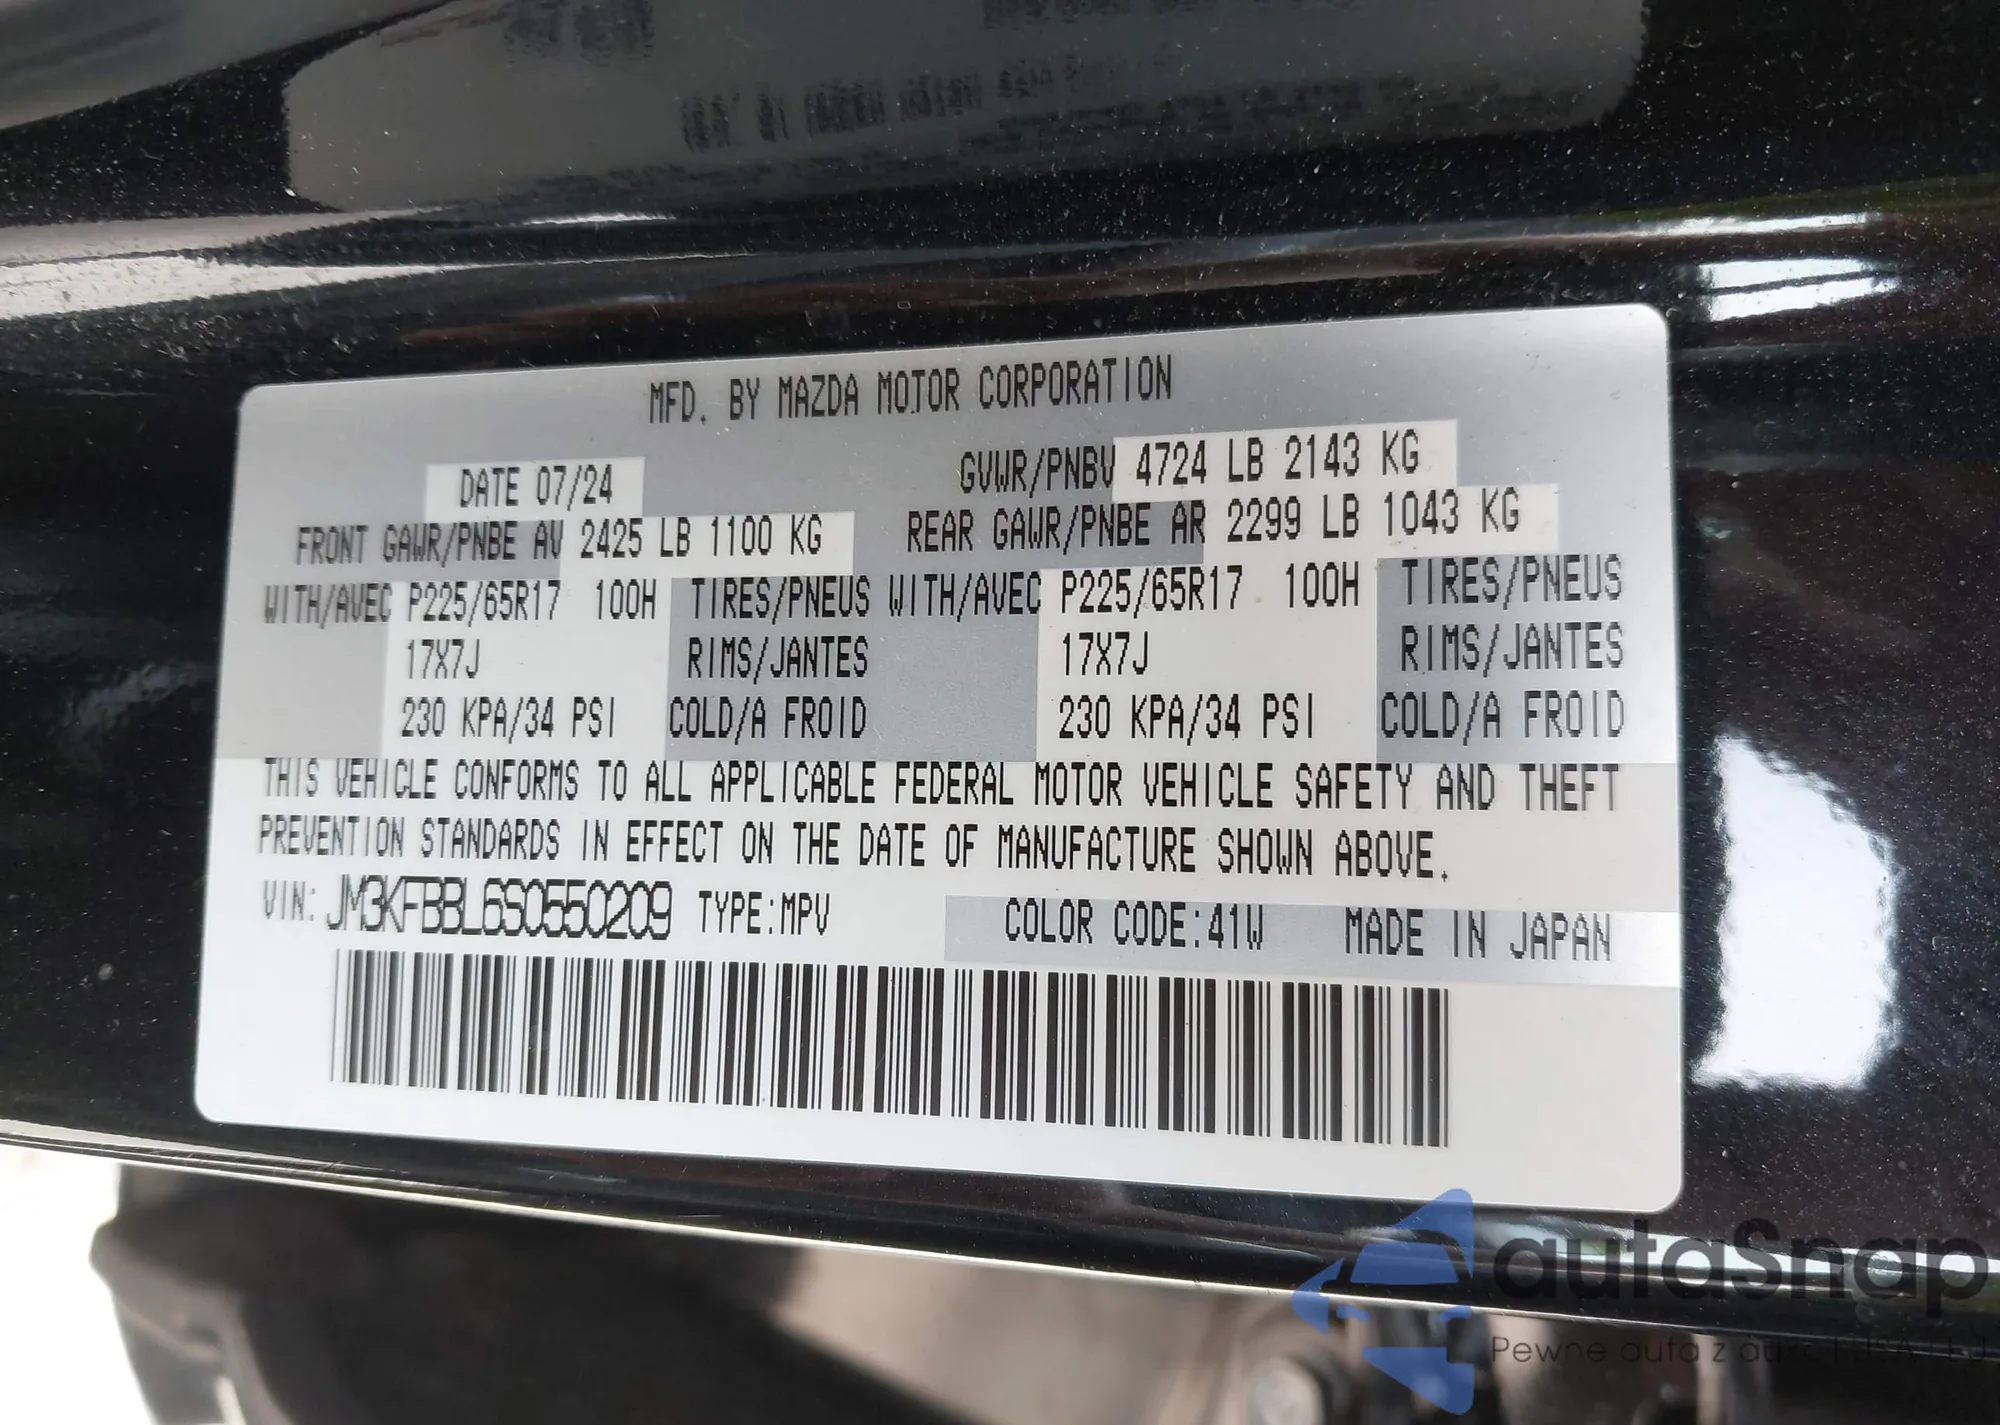 MFD. BY MAZDA MOTOR CORPORATION
DATE 07/24 GVWR/PNBV 4724 LB 2143 KG
FRONT GAWR/PNBE AV 2425 LB 1100 KG REAR GAWR/PNBE AR 2299 LB 1043 KG
WITH/AVEC P225/65R17 100H TIRES/PNEUS WITH/AVEC P225/65R17 100H TIRES/PNEUS
17X7J RIMS/JANTES 17X7J RIMS/JANTES
230 KPA/34 PSI COLD/A FROID 230 KPA/34 PSI COLD/A FROID
THIS VEHICLE CONFORMS TO ALL APPLICABLE FEDERAL MOTOR VEHICLE SAFETY AND THEFT
PREVENTION STANDARDS IN EFFECT ON THE DATE OF MANUFACTURE SHOWN ABOVE.
VIN: JM3KFBBL6S0550209 TYPE:MPV COLOR CODE:41W MADE IN JAPAN
autaSnap
Pewne auta z